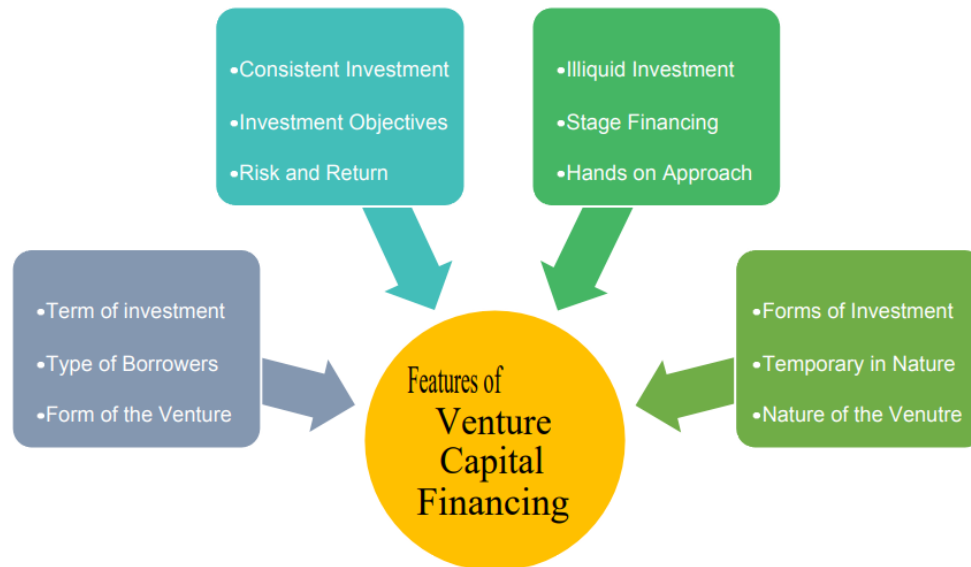 •Consistent Investment
•Investment Objectives
•Risk and Return
•Illiquid Investment
•Stage Financing
•Hands on Approach
•Term of investment
•Type of Borrowers
•Form of the Venture
•Forms of Investment
•Temporary in Nature
•Nature of the Venutre
Features of
Venture
Capital
Financing